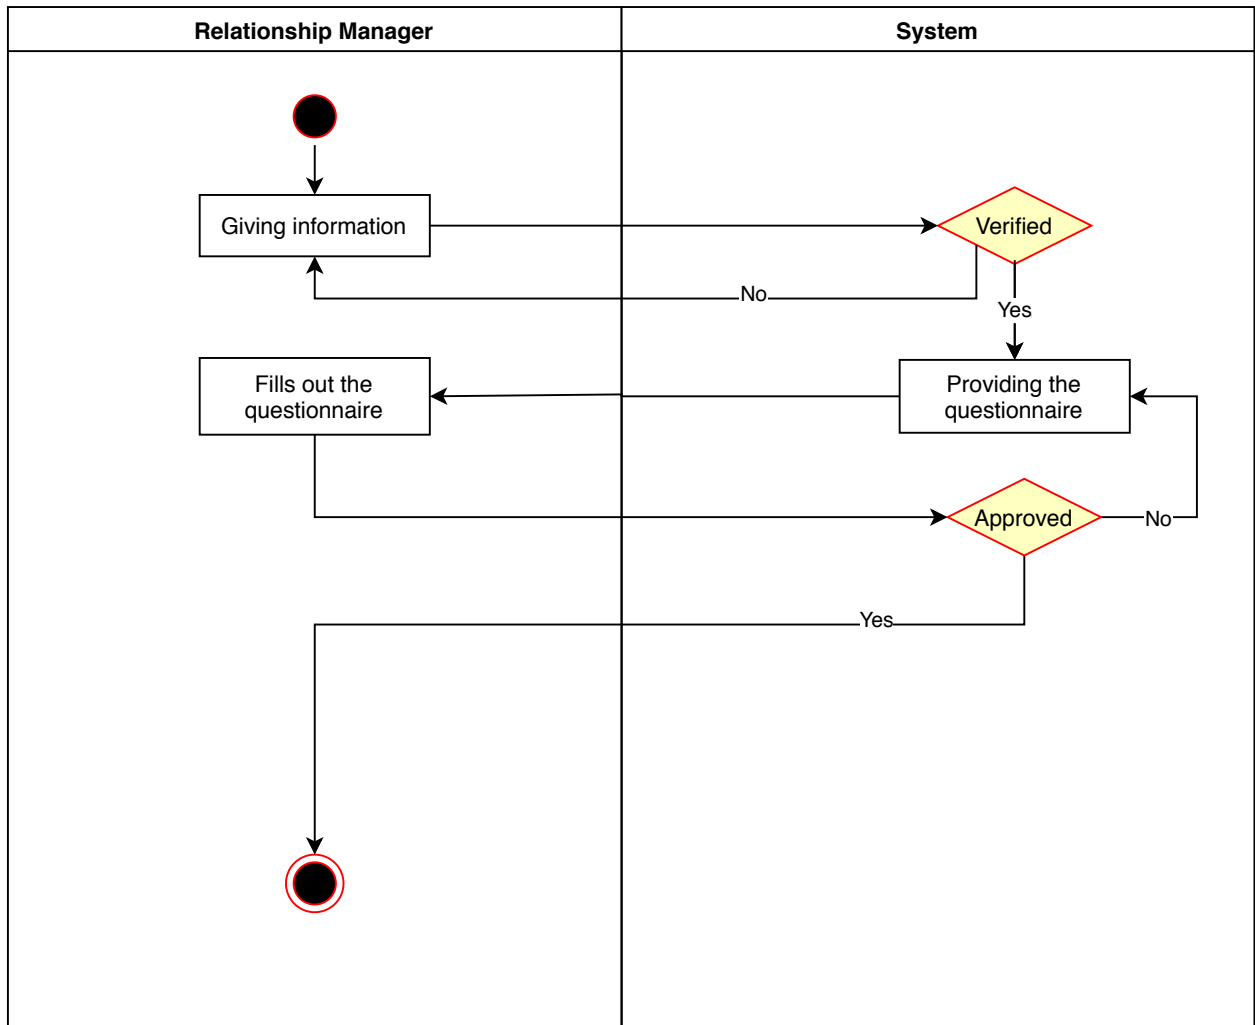 Relationship Manager
System
Giving information
Verified
No
Yes
Fills out the
questionnaire
Providing the
questionnaire
Approved
No
Yes